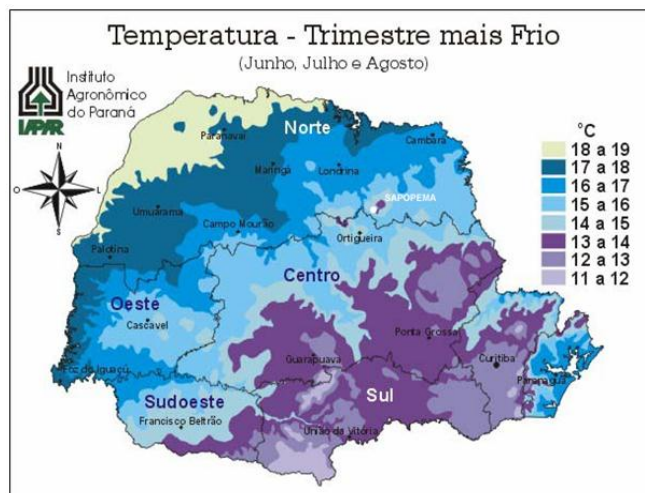 Temperatura - Trimestre mais Frio
(Junho, Julho e Agosto)
Instituto
Agronômico
do Paraná
IAPAR
N
O
L
S
°C
18 a 19
17 a 18
16 a 17
15 a 16
14 a 15
13 a 14
12 a 13
11 a 12
Norte
Paranavaí
Cambará
Maringá
Londrina
SAPOPEMA
Umuarama
Campo Mourão
Ortigueira
Palotina
Centro
Oeste
Cascavel
Ponta Grossa
Guarapuava
Curitiba
Foz do Iguaçú
Paranaguá
Sudoeste
Sul
Francisco Beltrão
União da Vitória